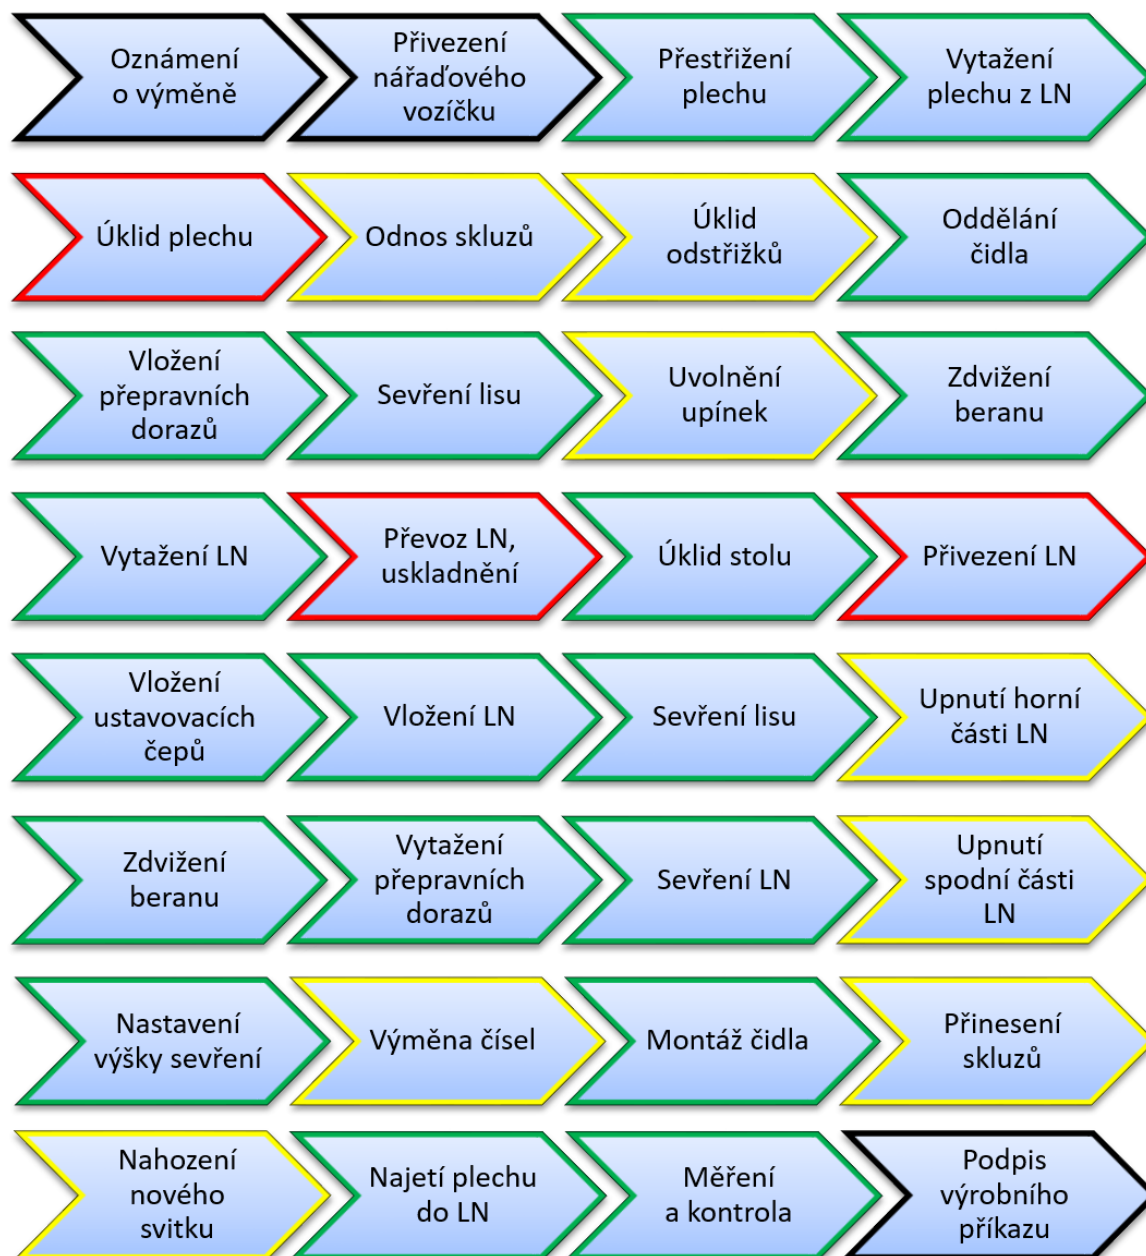 Oznámení
o výměně
Přivezení
nářaďového
vozíčku
Přestřižení
plechu
Vytažení
plechu z LN
Úklid plechu
Odnos skluzů
Úklid
odstřižků
Oddělání
čidla
Vložení
přepravních
dorazů
Sevření lisu
Uvolnění
upínek
Zdvižení
beranu
Vytažení LN
Převoz LN,
uskladnění
Úklid stolu
Přivezení LN
Vložení
ustavovacích
čepů
Vložení LN
Sevření lisu
Upnutí horní
části LN
Zdvižení
beranu
Vytažení
přepravních
dorazů
Sevření LN
Upnutí
spodní části
LN
Nastavení
výšky sevření
Výměna čísel
Montáž čidla
Přinesení
skluzů
Nahození
nového
svitku
Najetí plechu
do LN
Měření
a kontrola
Podpis
výrobního
příkazu